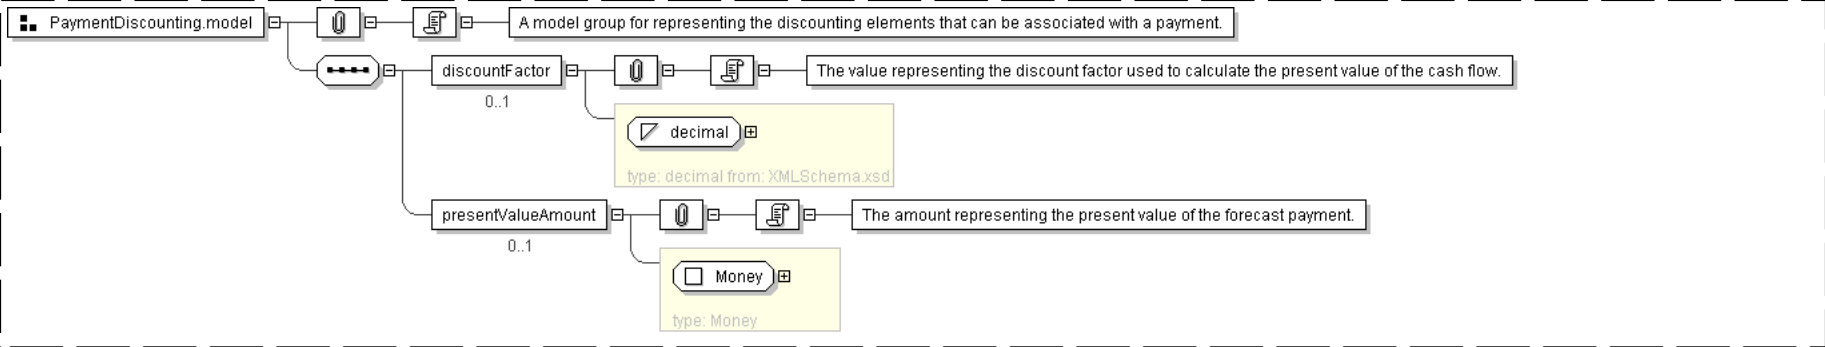 PaymentDiscounting.model
A model group for representing the discounting elements that can be associated with a payment.
discountFactor
The value representing the discount factor used to calculate the present value of the cash flow.
0..1
decimal
type: decimal from: XMLSchema.xsd
presentValueAmount
The amount representing the present value of the forecast payment.
0..1
Money
type: Money